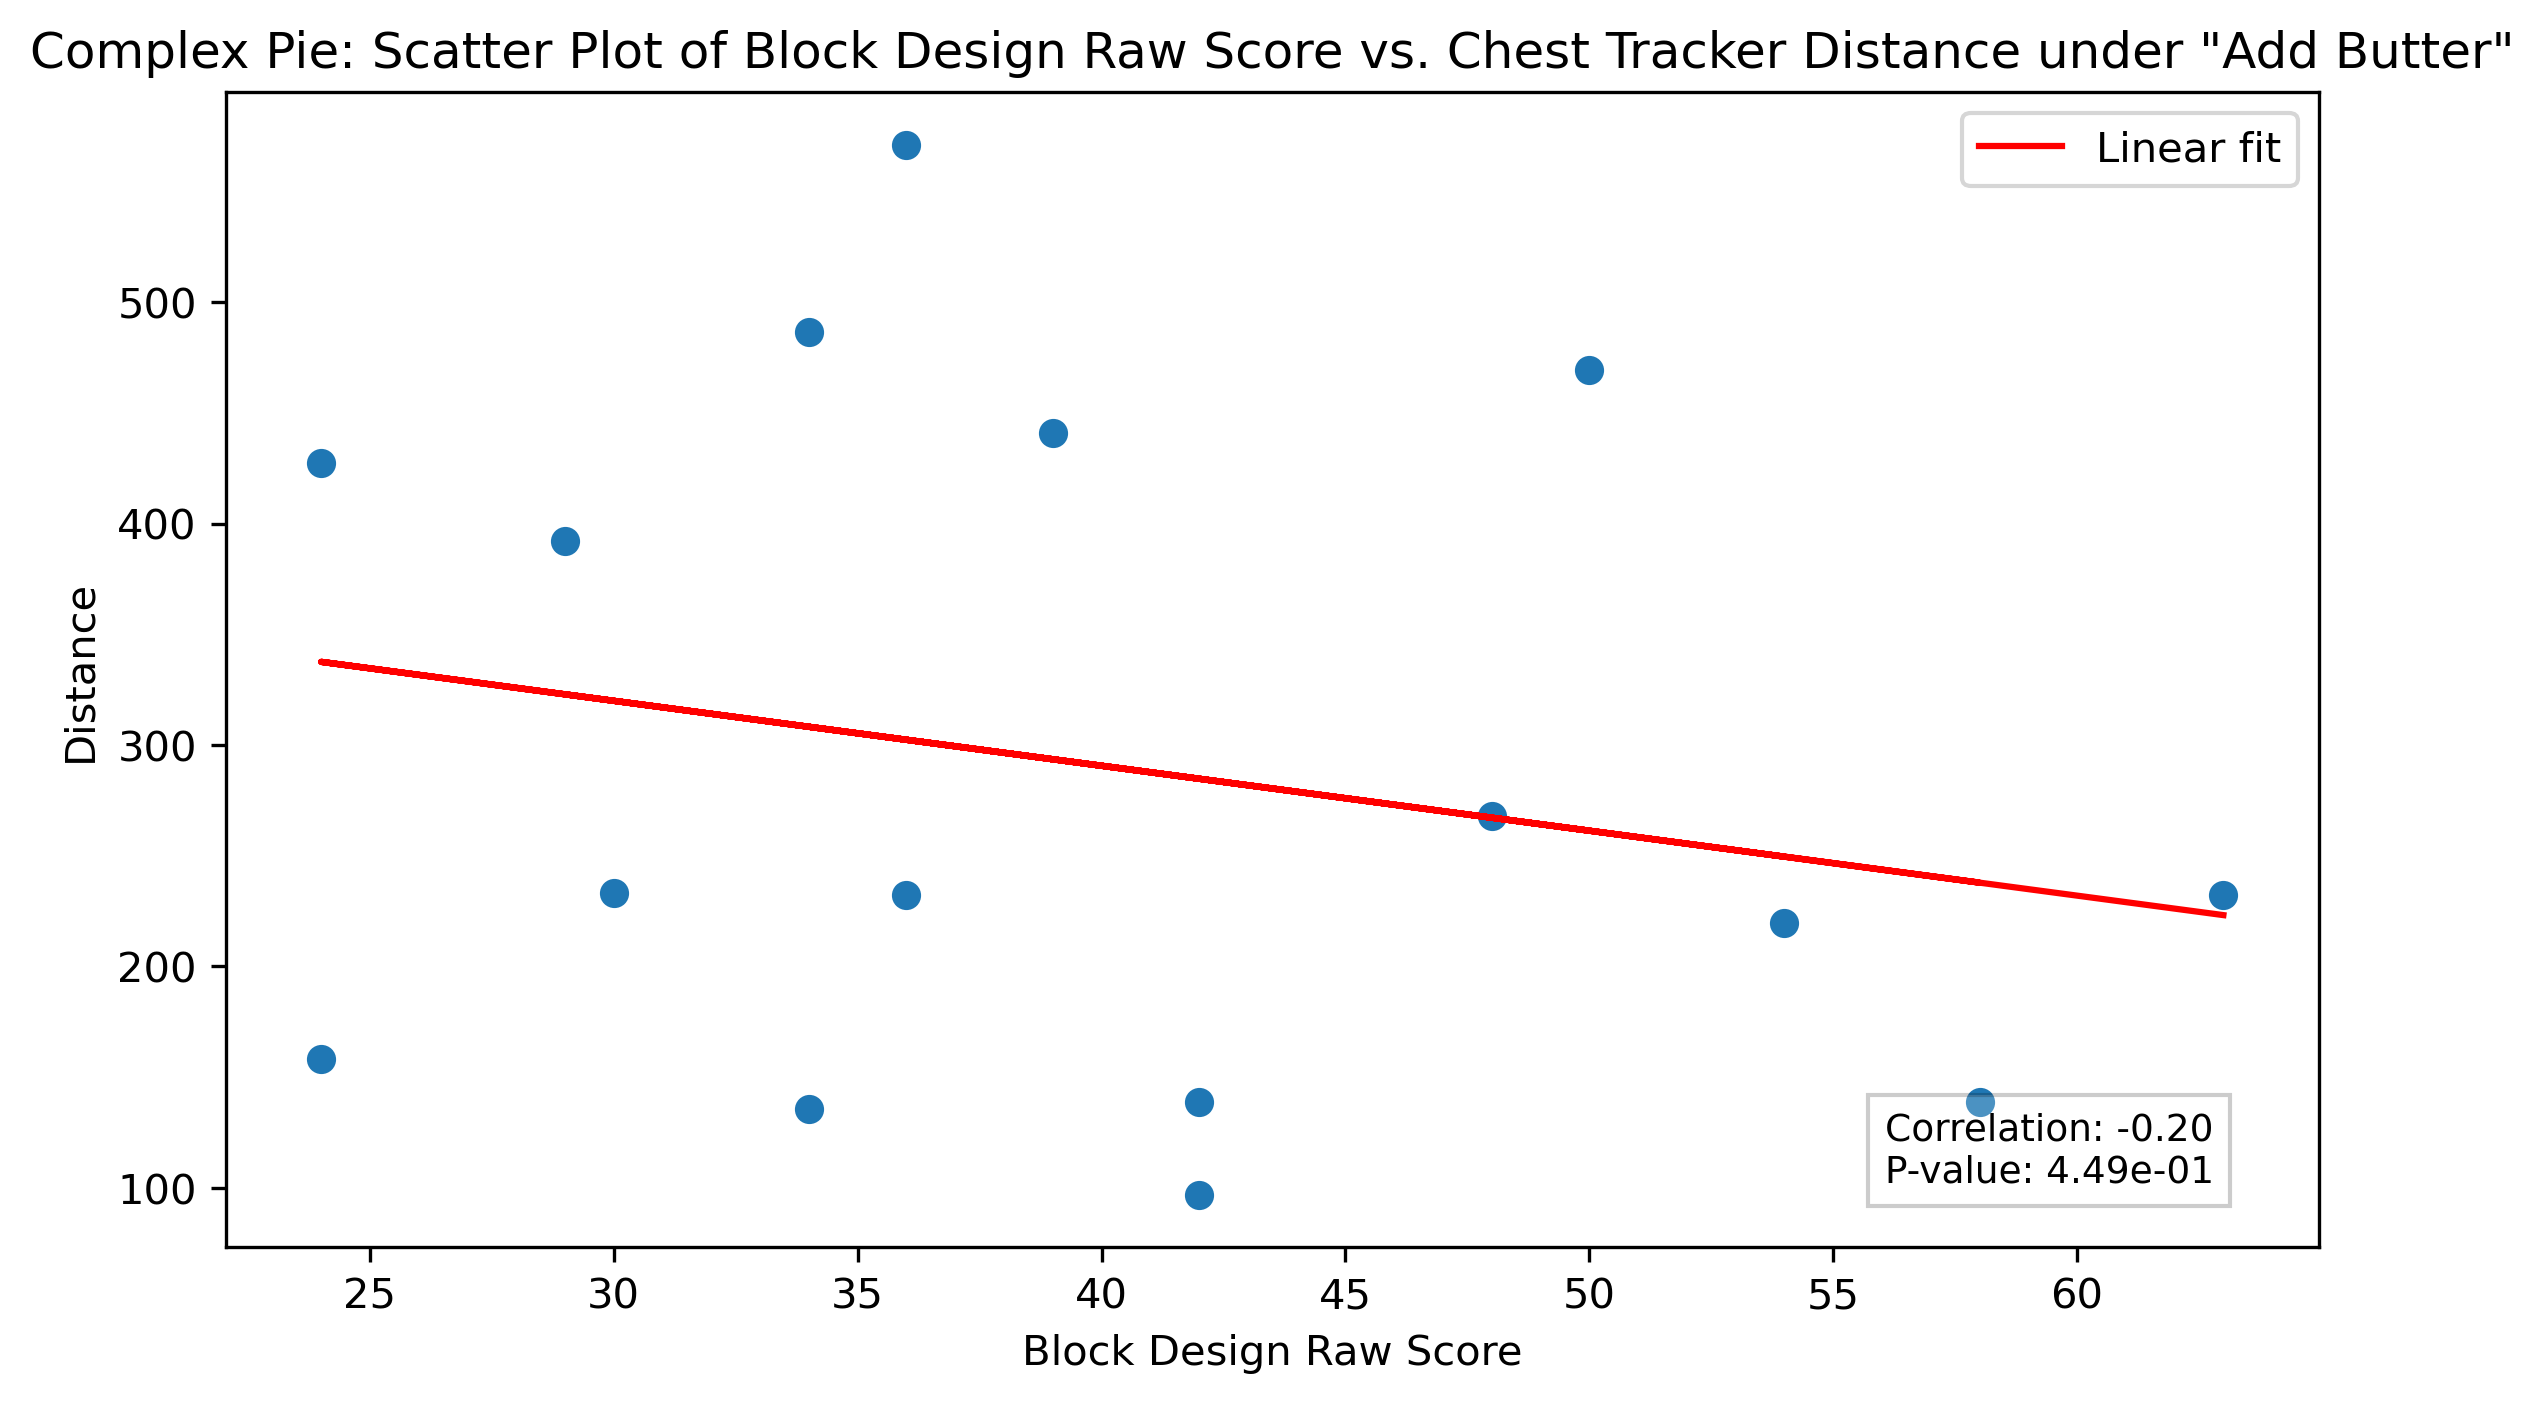 Complex Pie: Scatter Plot of Block Design Raw Score vs. Chest Tracker Distance under "Add Butter"
Linear fit
500
400
300
200
100
Distance
Correlation: -0.20
P-value: 4.49e-01
25 30 35 40 45 50 55 60
Block Design Raw Score